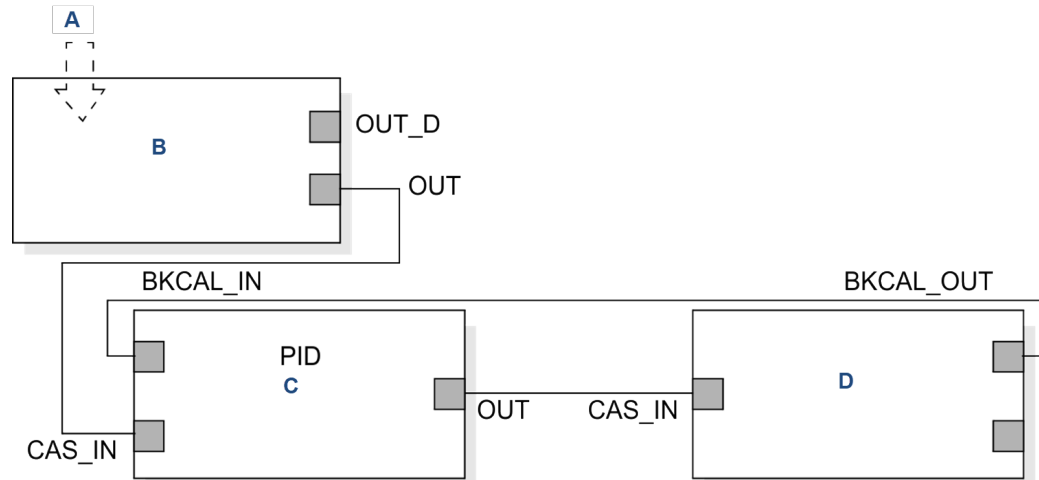 A
B
OUT_D
OUT
BKCAL_IN
BKCAL_OUT
PID
C
D
OUT
CAS_IN
CAS_IN